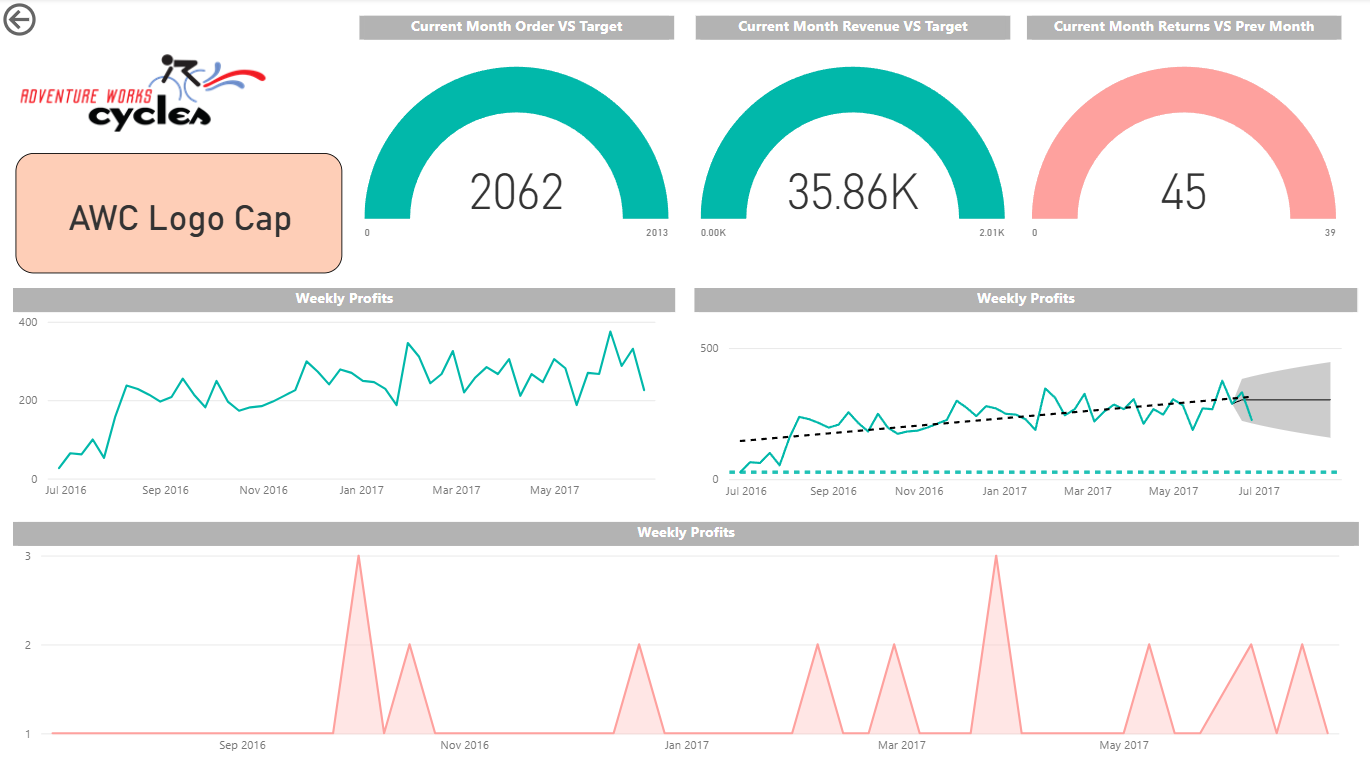 Current Month Order VS Target
Current Month Revenue VS Target
Current Month Returns VS Prev Month
ADVENTURE WORKS
cycles
AWC Logo Cap
2062
0
2013
35.86K
0.00K
2.01K
45
0
39
Weekly Profits
400
200
0
Jul 2016
Sep 2016
Nov 2016
Jan 2017
Mar 2017
May 2017
Weekly Profits
500
0
Jul 2016
Sep 2016
Nov 2016
Jan 2017
Mar 2017
May 2017
Jul 2017
Weekly Profits
3
2
1
Sep 2016
Nov 2016
Jan 2017
Mar 2017
May 2017